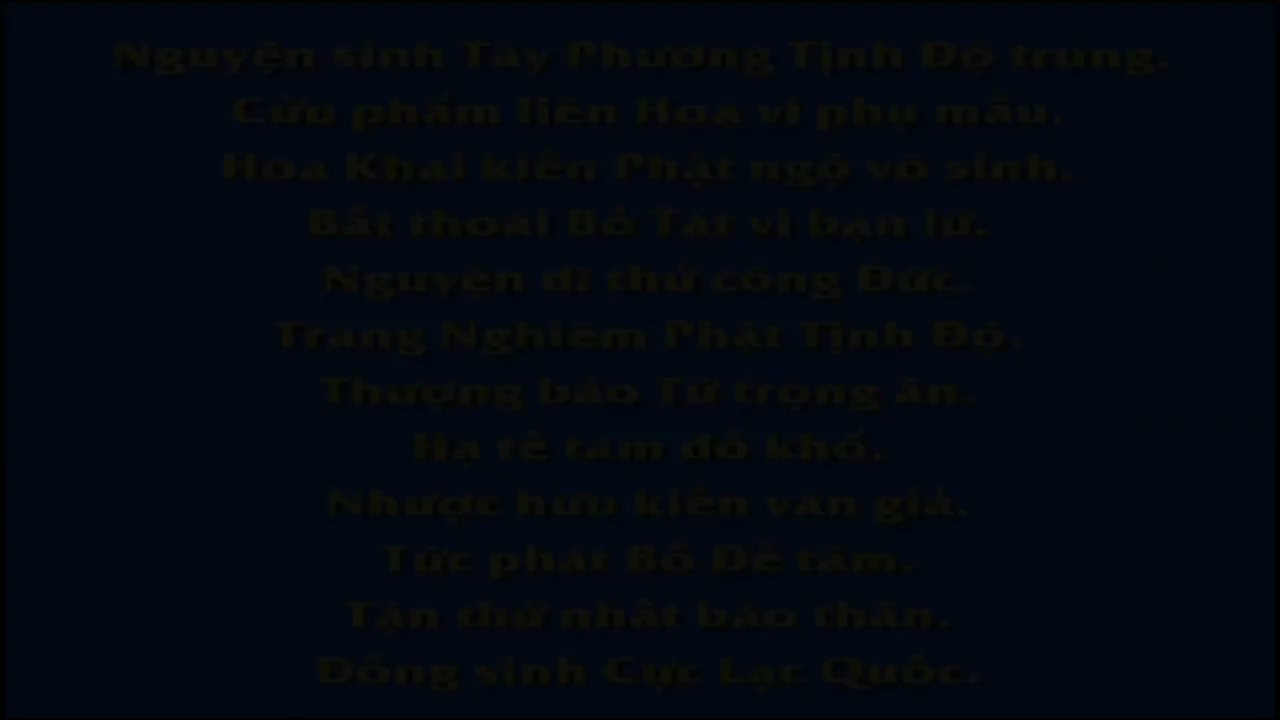 Nguyện sinh Tây Phương Tịnh Độ trung.
Cửu phẩm liên Hoa vi phụ mẫu.
Hoa Khai kiến Phật ngộ vô sinh.
Bất thoái Bồ Tát vi bạn lữ.
Nguyện dĩ thử công Đức.
Trang Nghiêm Phật Tịnh Độ.
Thượng báo Tứ trọng ân.
Hạ tế tam đồ khổ.
Nhược hữu kiến văn giả.
Tức phát Bồ Đề tâm.
Tận thử nhất báo thân.
Đồng sinh Cực Lạc Quốc.